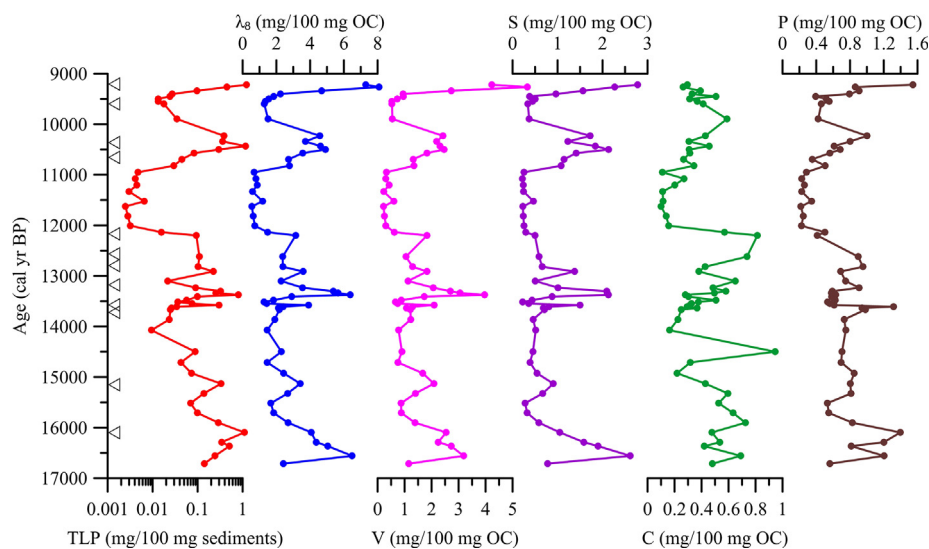 λ₈ (mg/100 mg OC) S (mg/100 mg OC) P (mg/100 mg OC)
0 2 4 6 8 0 1 2 3 0 0.4 0.8 1.2 1.6
9000
10000
11000
12000
13000
14000
15000
16000
17000
Age (cal yr BP)
0.001 0.01 0.1 1 0 1 2 3 4 5 0 0.2 0.4 0.6 0.8 1
TLP (mg/100 mg sediments) V (mg/100 mg OC) C (mg/100 mg OC)